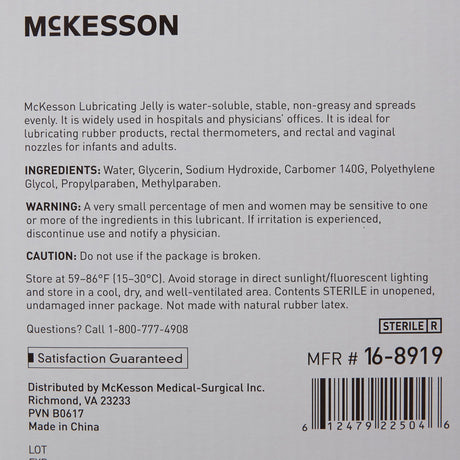 MCKESSON
McKesson Lubricating Jelly is water-soluble, stable, non-greasy and spreads
evenly. It is widely used in hospitals and physicians' offices. It is ideal for
lubricating rubber products, rectal thermometers, and rectal and vaginal
nozzles for infants and adults.
INGREDIENTS: Water, Glycerin, Sodium Hydroxide, Carbomer 140G, Polyethylene
Glycol, Propylparaben, Methylparaben.
WARNING: A very small percentage of men and women may be sensitive to one
or more of the ingredients in this lubricant. If irritation is experienced,
discontinue use and notify a physician.
CAUTION: Do not use if the package is broken.
Store at 59–86°F (15–30°C). Avoid storage in direct sunlight/fluorescent lighting
and store in a cool, dry, and well-ventilated area. Contents STERILE in unopened,
undamaged inner package. Not made with natural rubber latex.
Questions? Call 1-800-777-4908
STERILE R
Satisfaction Guaranteed
MFR # 16-8919
Distributed by McKesson Medical-Surgical Inc.
Richmond, VA 23233
PVN B0617
Made in China
6 12479 22504 6
LOT